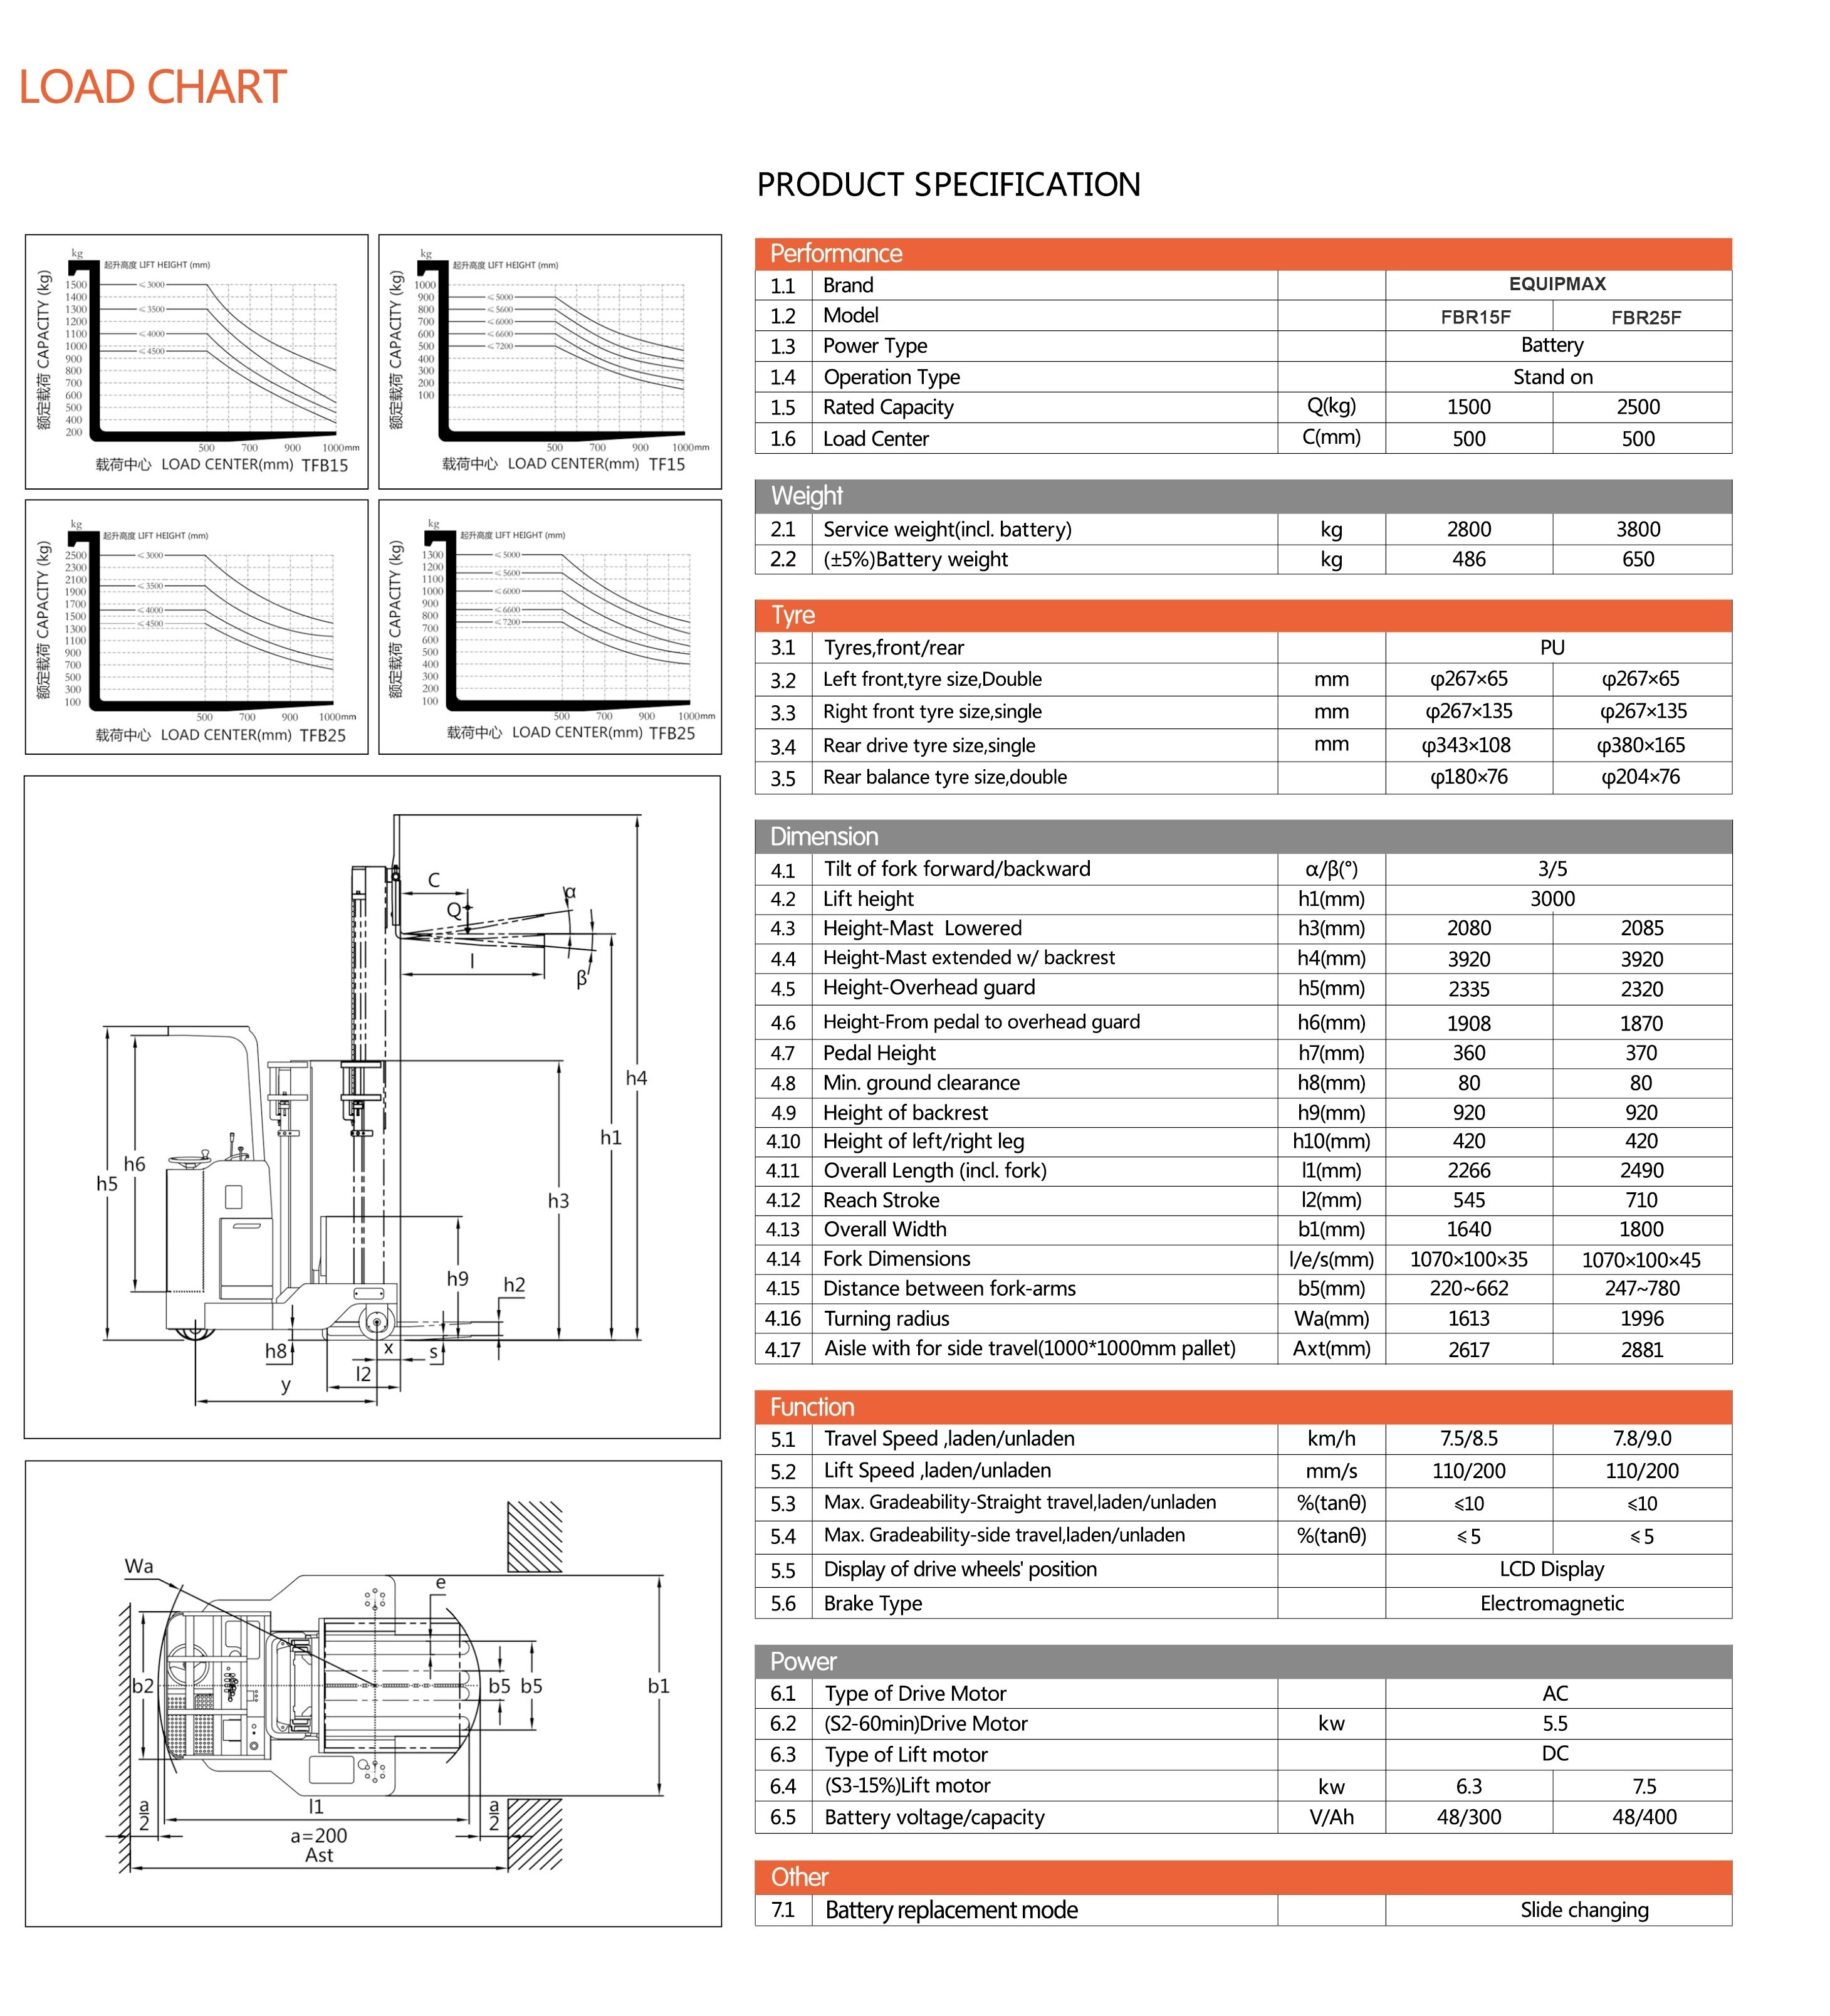 LOAD CHART
PRODUCT SPECIFICATION
kg
起升高度 LIFT HEIGHT (mm)
额定载荷 CAPACITY (kg)
1500
1400
1300
1200
1100
1000
900
800
700
600
500
400
200
≤3000
≤3500
≤4000
≤4500
500 700 900 1000mm
载荷中心 LOAD CENTER(mm) TFB15
kg
起升高度 LIFT HEIGHT (mm)
额定载荷 CAPACITY (kg)
1000
900
800
700
600
500
400
300
200
100
≤5000
≤5600
≤6000
≤6600
≤7200
500 700 900 1000mm
载荷中心 LOAD CENTER(mm) TF15
kg
起升高度 LIFT HEIGHT (mm)
额定载荷 CAPACITY (kg)
2500
2300
2100
1900
1700
1500
1300
1100
900
700
500
300
100
≤3000
≤3500
≤4000
≤4500
500 700 900 1000mm
载荷中心 LOAD CENTER(mm) TFB25
kg
起升高度 LIFT HEIGHT (mm)
额定载荷 CAPACITY (kg)
1300
1200
1100
1000
900
800
700
600
500
400
300
200
100
≤5000
≤5600
≤6000
≤6600
≤7200
500 700 900 1000mm
载荷中心 LOAD CENTER(mm) TFB25
C
Q
α
l
β
h4
h1
h6
h5
h3
h9
h2
h8
x
s
l2
y
Wa
e
b2
b5 b5
b1
a/2
l1
a/2
a=200
Ast
Performance
1.1 Brand EQUIPMAX
1.2 Model FBR15F FBR25F
1.3 Power Type Battery
1.4 Operation Type Stand on
1.5 Rated Capacity Q(kg) 1500 2500
1.6 Load Center C(mm) 500 500
Weight
2.1 Service weight(incl. battery) kg 2800 3800
2.2 (±5%)Battery weight kg 486 650
Tyre
3.1 Tyres,front/rear PU
3.2 Left front,tyre size,Double mm φ267×65 φ267×65
3.3 Right front tyre size,single mm φ267×135 φ267×135
3.4 Rear drive tyre size,single mm φ343×108 φ380×165
3.5 Rear balance tyre size,double φ180×76 φ204×76
Dimension
4.1 Tilt of fork forward/backward α/β(°) 3/5
4.2 Lift height h1(mm) 3000
4.3 Height-Mast Lowered h3(mm) 2080 2085
4.4 Height-Mast extended w/ backrest h4(mm) 3920 3920
4.5 Height-Overhead guard h5(mm) 2335 2320
4.6 Height-From pedal to overhead guard h6(mm) 1908 1870
4.7 Pedal Height h7(mm) 360 370
4.8 Min. ground clearance h8(mm) 80 80
4.9 Height of backrest h9(mm) 920 920
4.10 Height of left/right leg h10(mm) 420 420
4.11 Overall Length (incl. fork) l1(mm) 2266 2490
4.12 Reach Stroke l2(mm) 545 710
4.13 Overall Width b1(mm) 1640 1800
4.14 Fork Dimensions l/e/s(mm) 1070×100×35 1070×100×45
4.15 Distance between fork-arms b5(mm) 220~662 247~780
4.16 Turning radius Wa(mm) 1613 1996
4.17 Aisle with for side travel(1000*1000mm pallet) Axt(mm) 2617 2881
Function
5.1 Travel Speed ,laden/unladen km/h 7.5/8.5 7.8/9.0
5.2 Lift Speed ,laden/unladen mm/s 110/200 110/200
5.3 Max. Gradeability-Straight travel,laden/unladen %(tanθ) ≤10 ≤10
5.4 Max. Gradeability-side travel,laden/unladen %(tanθ) ≤5 ≤5
5.5 Display of drive wheels' position LCD Display
5.6 Brake Type Electromagnetic
Power
6.1 Type of Drive Motor AC
6.2 (S2-60min)Drive Motor kw 5.5
6.3 Type of Lift motor DC
6.4 (S3-15%)Lift motor kw 6.3 7.5
6.5 Battery voltage/capacity V/Ah 48/300 48/400
Other
7.1 Battery replacement mode Slide changing